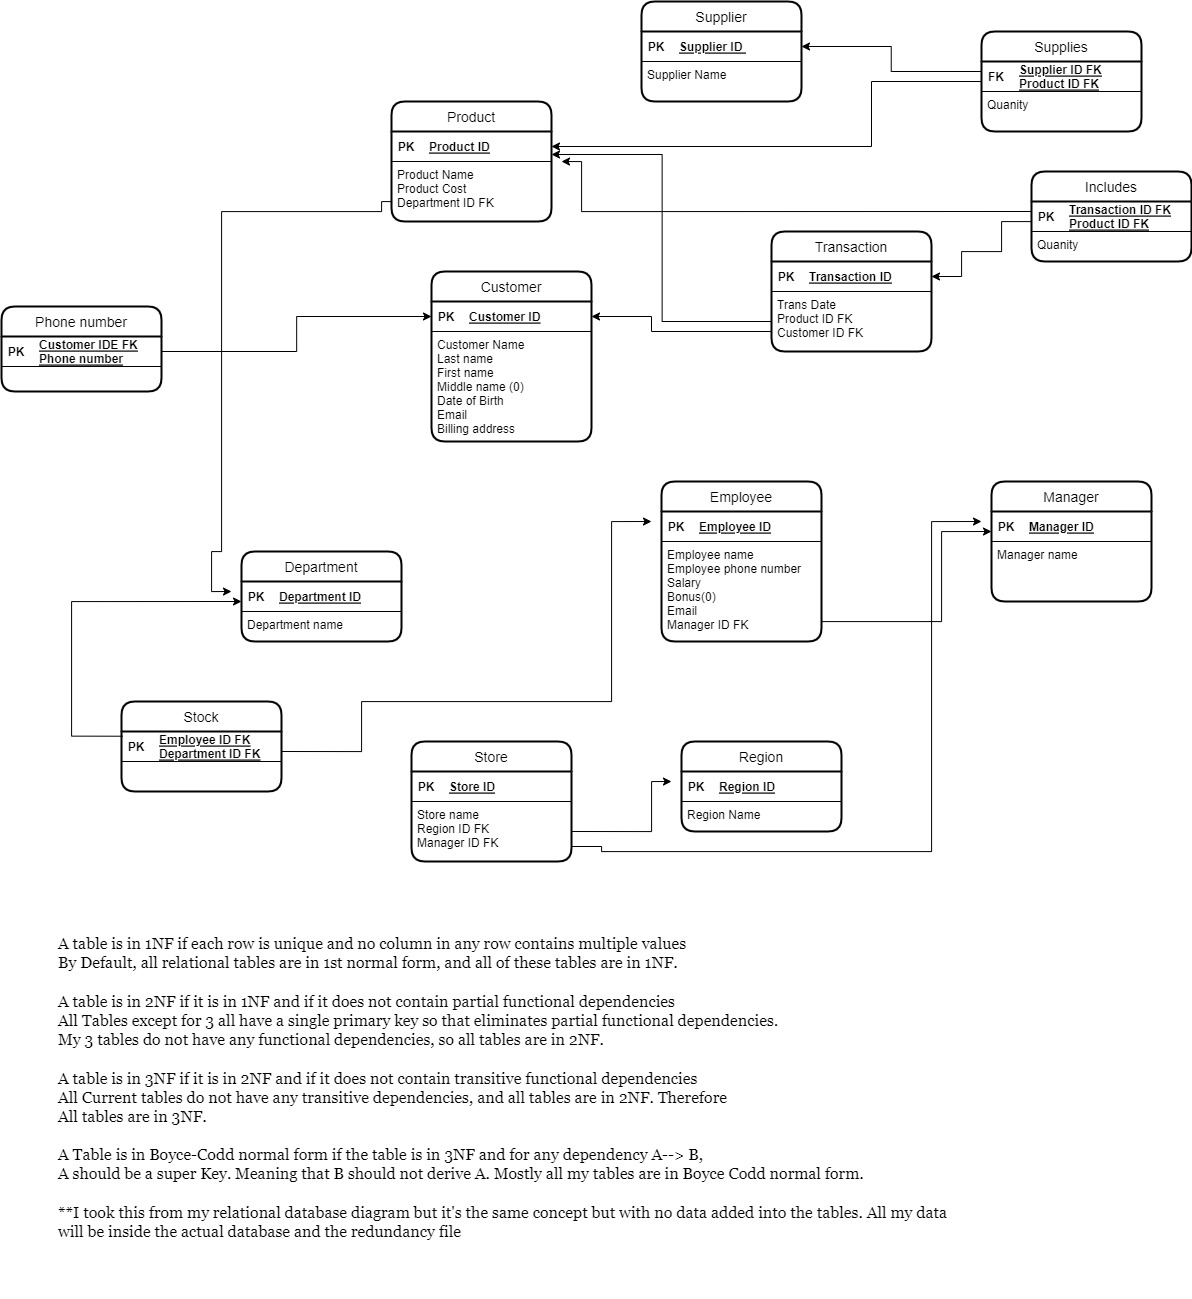 Supplier
PK Supplier ID
Supplier Name
Supplies
FK Supplier ID FK
Product ID FK
Quanity
Product
PK Product ID
Product Name
Product Cost
Department ID FK
Includes
PK Transaction ID FK
Product ID FK
Quanity
Transaction
PK Transaction ID
Trans Date
Product ID FK
Customer ID FK
Customer
PK Customer ID
Customer Name
Last name
First name
Middle name (0)
Date of Birth
Email
Billing address
Phone number
PK Customer IDE FK
Phone number
Employee
PK Employee ID
Employee name
Employee phone number
Salary
Bonus(0)
Email
Manager ID FK
Manager
PK Manager ID
Manager name
Department
PK Department ID
Department name
Stock
PK Employee ID FK
Department ID FK
Store
PK Store ID
Store name
Region ID FK
Manager ID FK
Region
PK Region ID
Region Name
A table is in 1NF if each row is unique and no column in any row contains multiple values
By Default, all relational tables are in 1st normal form, and all of these tables are in 1NF.
A table is in 2NF if it is in 1NF and if it does not contain partial functional dependencies
All Tables except for 3 all have a single primary key so that eliminates partial functional dependencies.
My 3 tables do not have any functional dependencies, so all tables are in 2NF.
A table is in 3NF if it is in 2NF and if it does not contain transitive functional dependencies
All Current tables do not have any transitive dependencies, and all tables are in 2NF. Therefore
All tables are in 3NF.
A Table is in Boyce-Codd normal form if the table is in 3NF and for any dependency A--> B,
A should be a super Key. Meaning that B should not derive A. Mostly all my tables are in Boyce Codd normal form.
**I took this from my relational database diagram but it's the same concept but with no data added into the tables. All my data
will be inside the actual database and the redundancy file